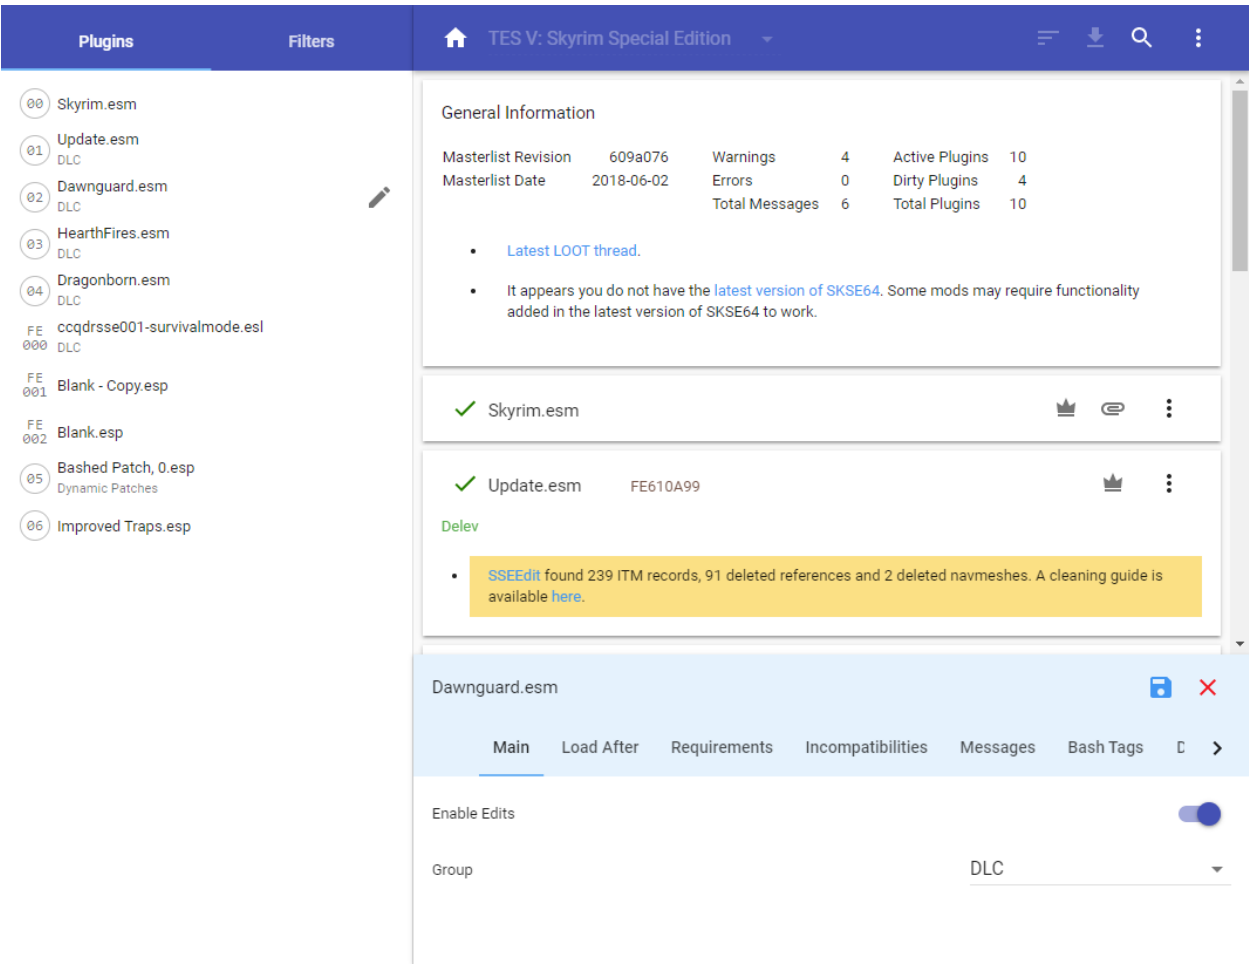 Plugins
Filters
TES V: Skyrim Special Edition
00 Skyrim.esm
01 Update.esm
DLC
02 Dawnguard.esm
DLC
03 HearthFires.esm
DLC
04 Dragonborn.esm
DLC
FE 000 ccqdrsse001-survivalmode.esl
DLC
FE 001 Blank - Copy.esp
FE 002 Blank.esp
05 Bashed Patch, 0.esp
Dynamic Patches
06 Improved Traps.esp
General Information
Masterlist Revision 609a076 Warnings 4 Active Plugins 10
Masterlist Date 2018-06-02 Errors 0 Dirty Plugins 4
Total Messages 6 Total Plugins 10
• Latest LOOT thread.
• It appears you do not have the latest version of SKSE64. Some mods may require functionality
added in the latest version of SKSE64 to work.
Skyrim.esm
Update.esm FE610A99
Delev
• SSEEdit found 239 ITM records, 91 deleted references and 2 deleted navmeshes. A cleaning guide is
available here.
Dawnguard.esm
Main Load After Requirements Incompatibilities Messages Bash Tags
Enable Edits
Group DLC